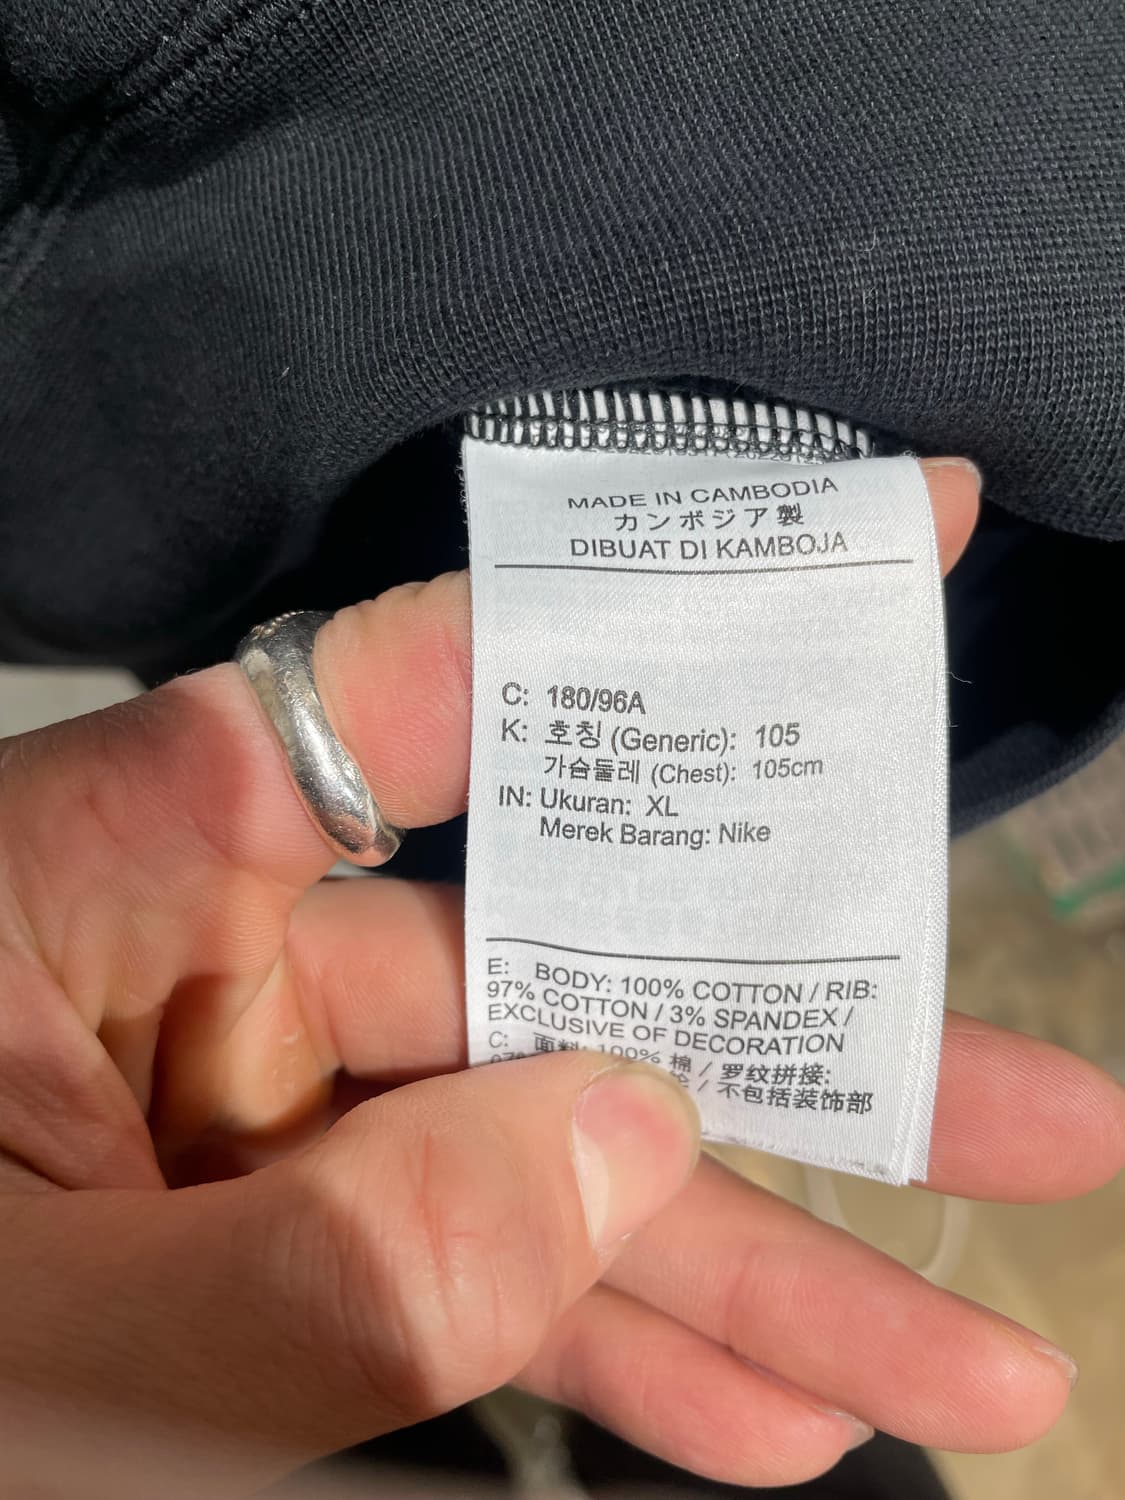 MADE IN CAMBODIA
カンボジア製
DIBUAT DI KAMBOJA
C: 180/96A
K: 호칭 (Generic): 105
가슴둘레 (Chest): 105cm
IN: Ukuran: XL
Merek Barang: Nike
E: BODY: 100% COTTON / RIB:
97% COTTON / 3% SPANDEX /
EXCLUSIVE OF DECORATION
C: 面料: 100% 棉 / 罗纹拼接:
/ 不包括装饰部